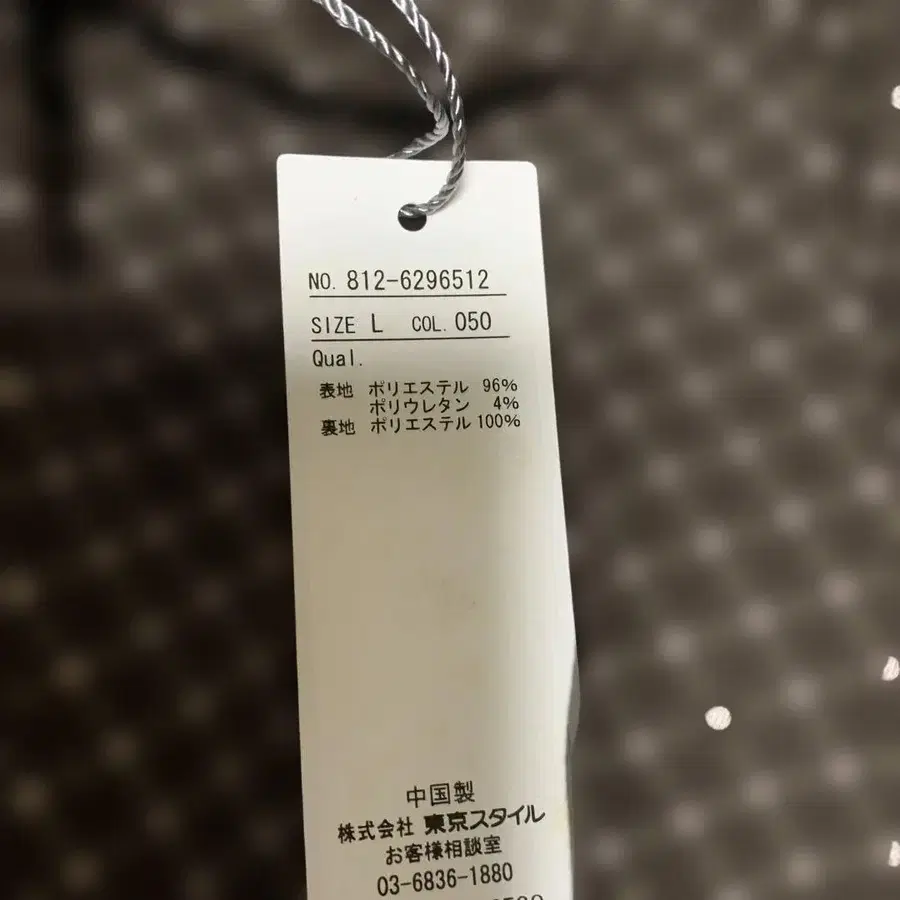 NO. 812-6296512
SIZE L COL. 050
Qual.
表地 ポリエステル 96%
ポリウレタン 4%
裏地 ポリエステル 100%
中国製
株式会社 東京スタイル
お客様相談室
03-6836-1880